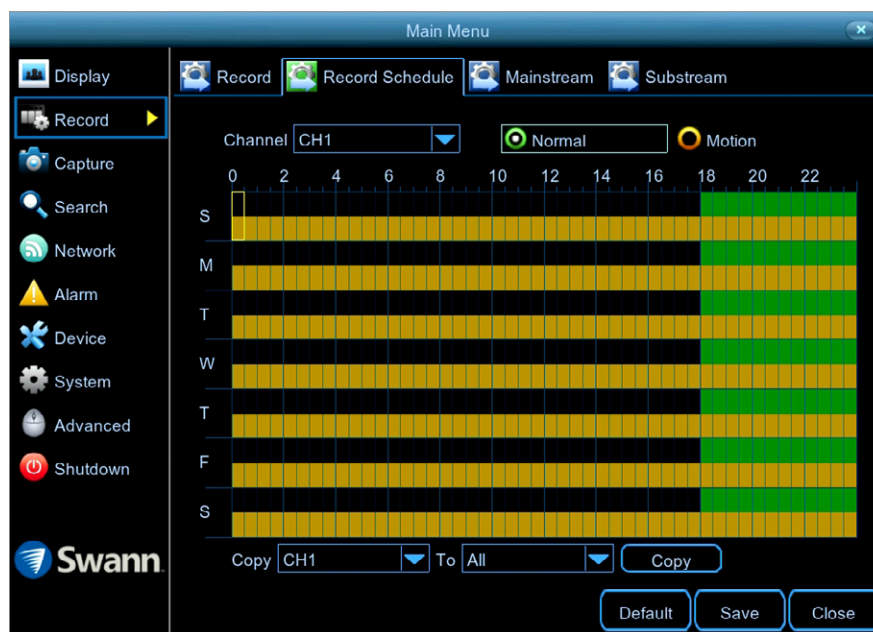 Main Menu
Display
Record
Capture
Search
Network
Alarm
Device
System
Advanced
Shutdown
Swann
Record Record Schedule Mainstream Substream
Channel CH1 Normal Motion
0 2 4 6 8 10 12 14 16 18 20 22
S
M
T
W
T
F
S
Copy CH1 To All Copy
Default Save Close